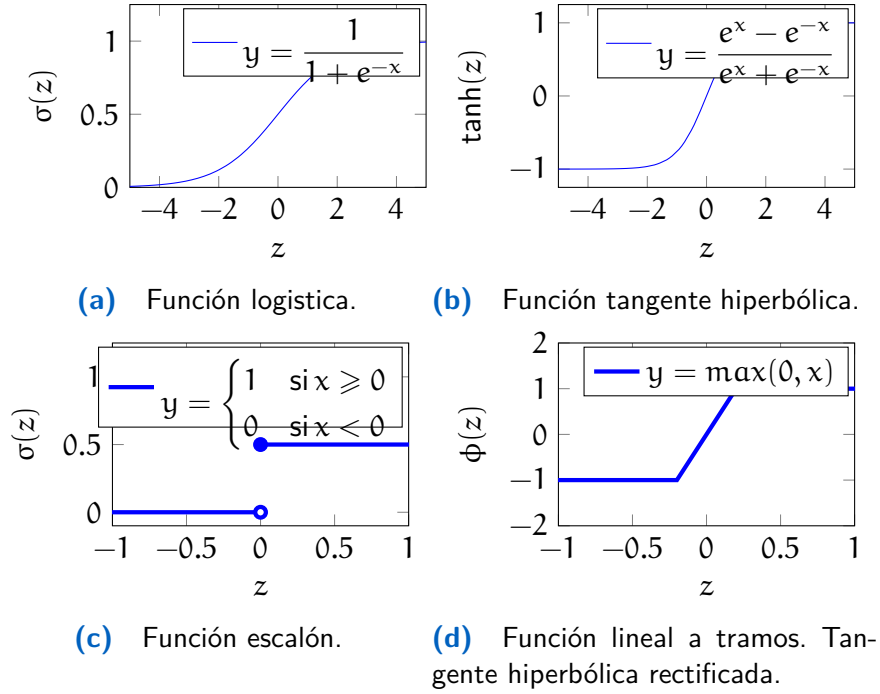 1
0.5
0
σ(z)
y = 1 / (1 + e^{−x})
−4 −2 0 2 4
z
(a) Función logistica.
1
0
−1
tanh(z)
y = (e^x − e^{−x}) / (e^x + e^{−x})
−4 −2 0 2 4
z
(b) Función tangente hiperbólica.
1
0.5
0
σ(z)
y = { 1 si x ⩾ 0
0 si x < 0
−1 −0.5 0 0.5 1
z
(c) Función escalón.
2
1
0
−1
−2
ϕ(z)
y = max(0, x)
−1 −0.5 0 0.5 1
z
(d) Función lineal a tramos. Tan-
gente hiperbólica rectificada.